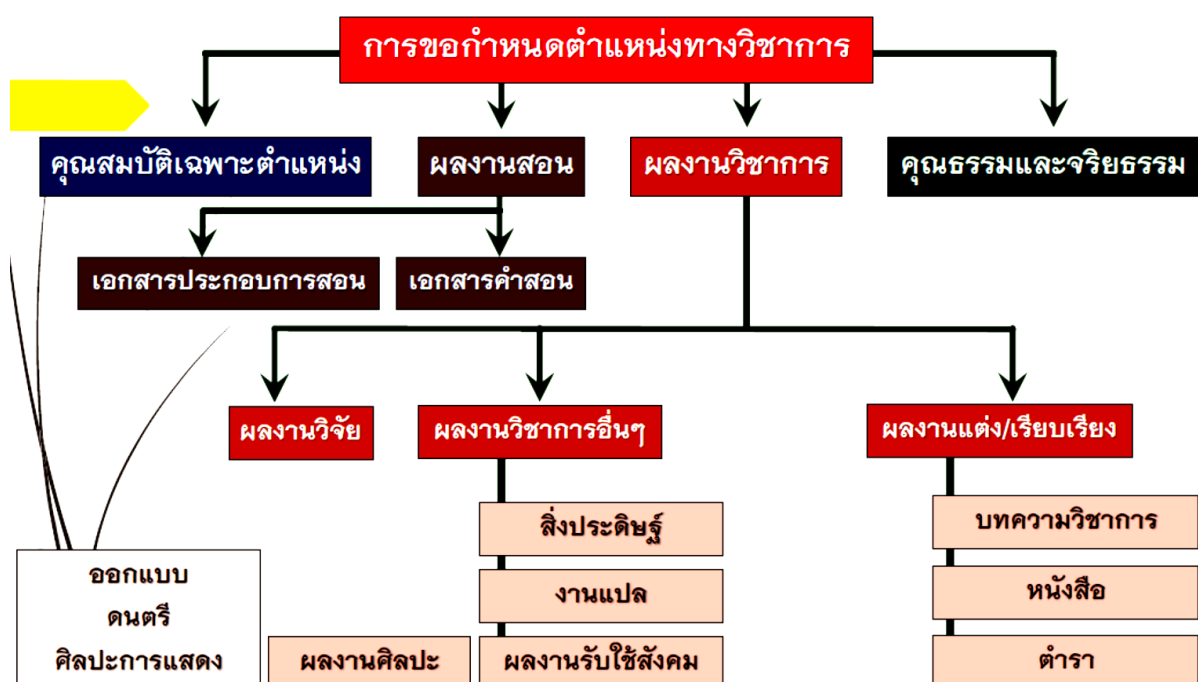 การขอกำหนดตำแหน่งทางวิชาการ
คุณสมบัติเฉพาะตำแหน่ง
ผลงานสอน
ผลงานวิชาการ
คุณธรรมและจริยธรรม
เอกสารประกอบการสอน
เอกสารคำสอน
ผลงานวิจัย
ผลงานวิชาการอื่นๆ
ผลงานแต่ง/เรียบเรียง
สิ่งประดิษฐ์
บทความวิชาการ
งานแปล
หนังสือ
ออกแบบ
ดนตรี
ศิลปะการแสดง
ผลงานศิลปะ
ผลงานรับใช้สังคม
ตำรา